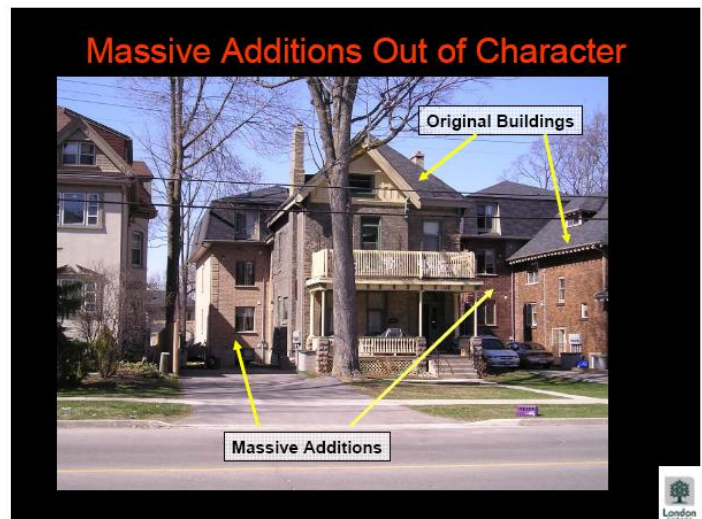 Massive Additions Out of Character
Original Buildings
Massive Additions
London